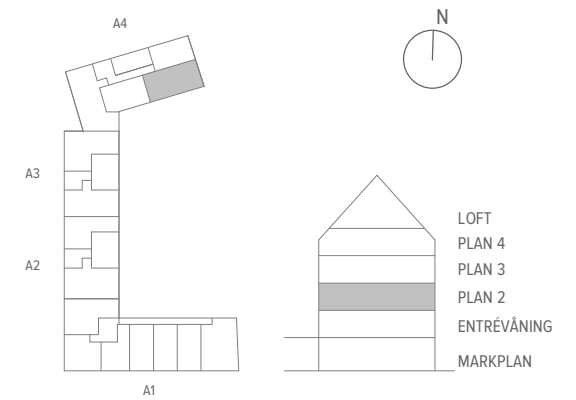 A4
N
A3
A2
A1
LOFT
PLAN 4
PLAN 3
PLAN 2
ENTRÉVÅNING
MARKPLAN